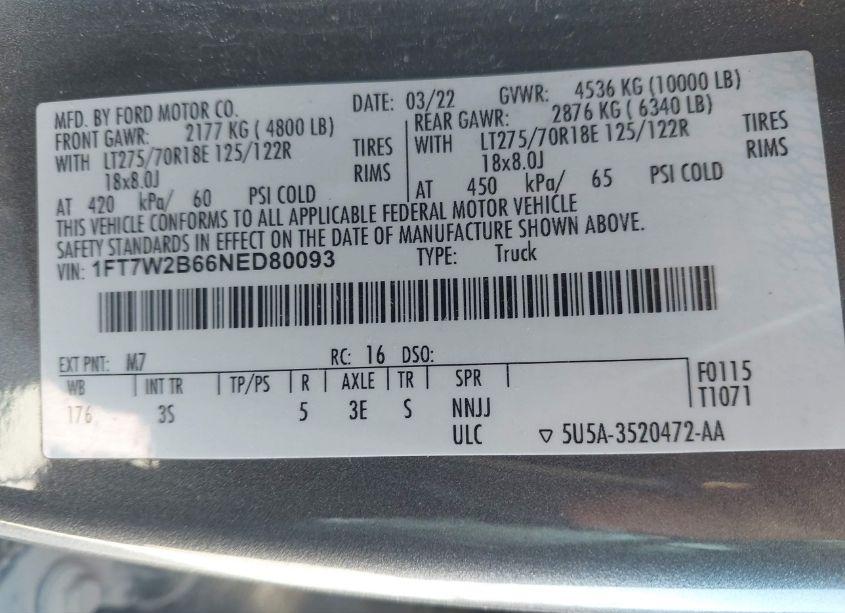 MFD. BY FORD MOTOR CO. DATE: 03/22 GVWR: 4536 KG (10000 LB)
FRONT GAWR: 2177 KG ( 4800 LB) REAR GAWR: 2876 KG ( 6340 LB)
WITH LT275/70R18E 125/122R TIRES WITH LT275/70R18E 125/122R TIRES
18x8.0J RIMS 18x8.0J RIMS
AT 420 kPa/ 60 PSI COLD AT 450 kPa/ 65 PSI COLD
THIS VEHICLE CONFORMS TO ALL APPLICABLE FEDERAL MOTOR VEHICLE
SAFETY STANDARDS IN EFFECT ON THE DATE OF MANUFACTURE SHOWN ABOVE.
VIN: 1FT7W2B66NED80093 TYPE: Truck
EXT PNT: M7 RC: 16 DSO:
WB INT TR TP/PS R AXLE TR SPR F0115
176 3S 5 3E S NNJJ T1071
ULC ▽ 5U5A-3520472-AA